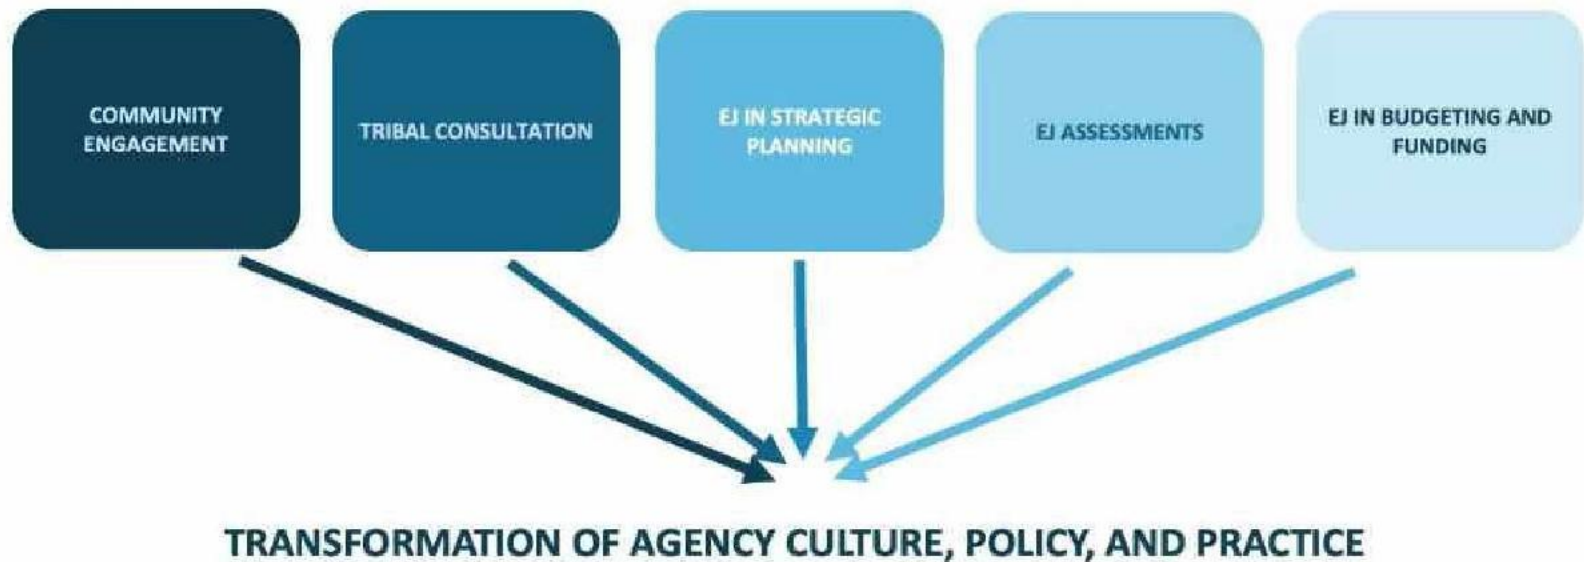 COMMUNITY
ENGAGEMENT
TRIBAL CONSULTATION
EJ IN STRATEGIC
PLANNING
EJ ASSESSMENTS
EJ IN BUDGETING AND
FUNDING
TRANSFORMATION OF AGENCY CULTURE, POLICY, AND PRACTICE